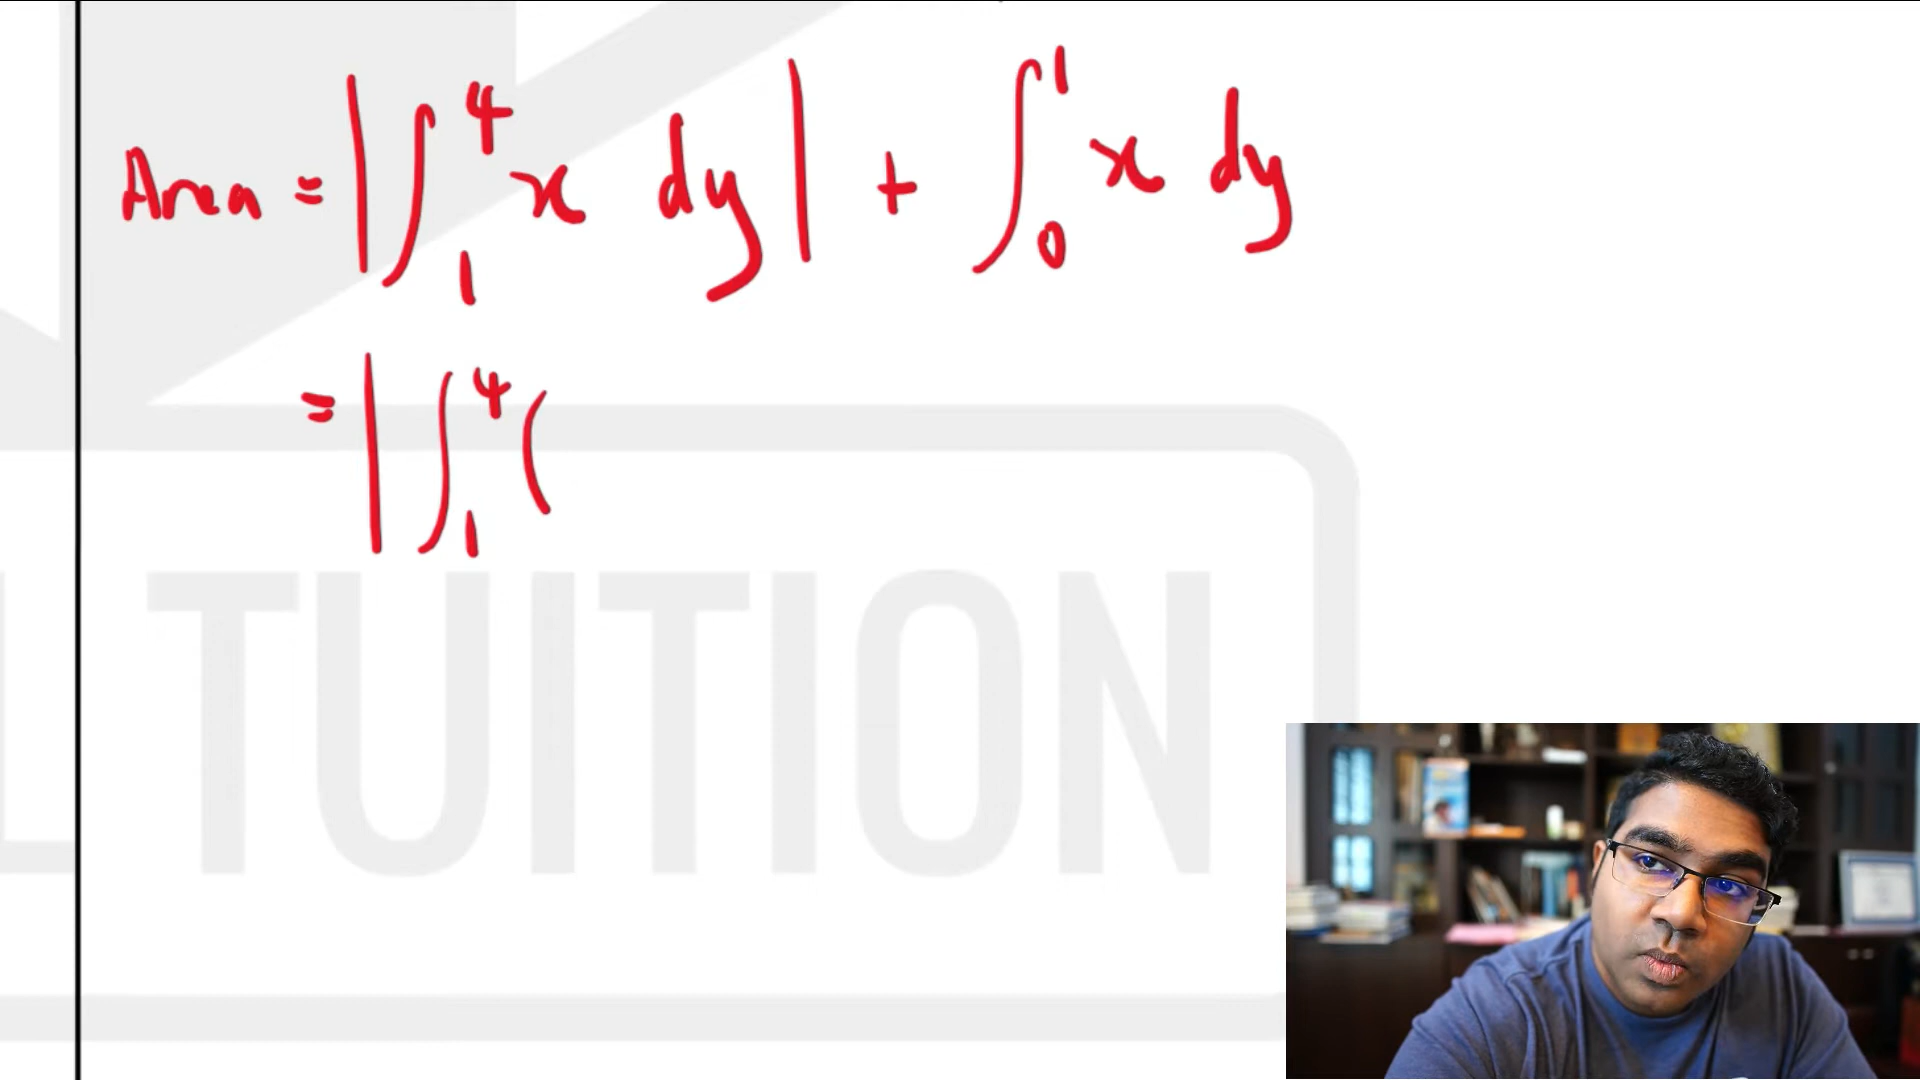 Area = |∫₁⁴ x dy| + ∫₀¹ x dy
= |∫₁⁴ (
L TUITION